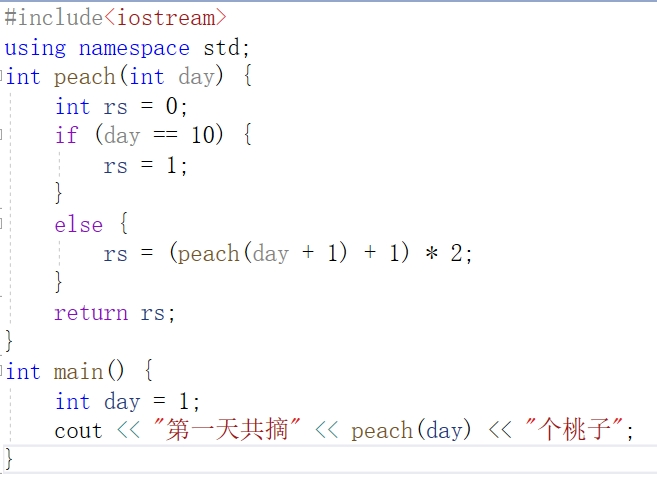 #include<iostream>
using namespace std;
int peach(int day) {
    int rs = 0;
    if (day == 10) {
        rs = 1;
    }
    else {
        rs = (peach(day + 1) + 1) * 2;
    }
    return rs;
}
int main() {
    int day = 1;
    cout << "第一天共摘" << peach(day) << "个桃子";
}